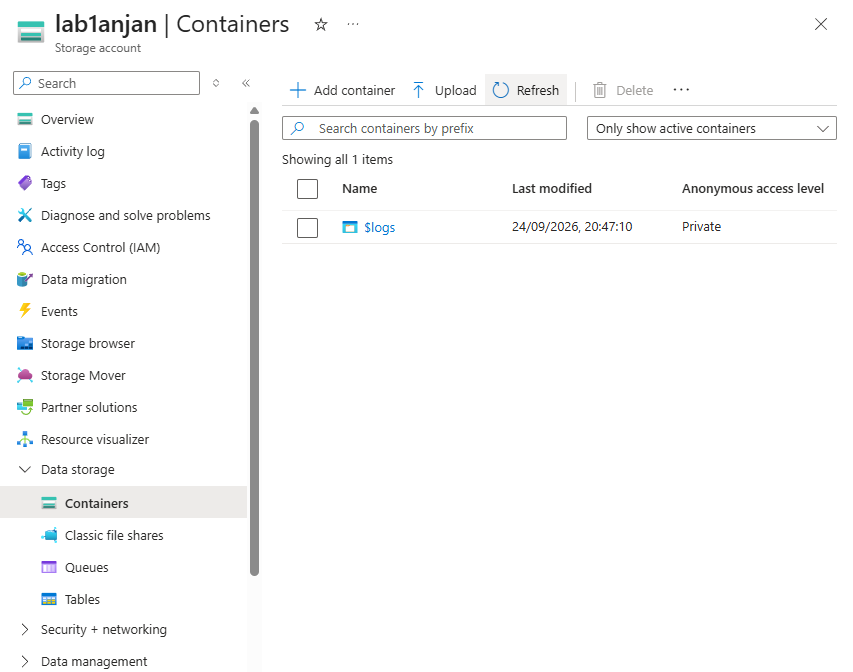 lab1anjan | Containers
Storage account
Search
Overview
Activity log
Tags
Diagnose and solve problems
Access Control (IAM)
Data migration
Events
Storage browser
Storage Mover
Partner solutions
Resource visualizer
Data storage
Containers
Classic file shares
Queues
Tables
Security + networking
Data management
Add container Upload Refresh Delete
Search containers by prefix Only show active containers
Showing all 1 items
Name Last modified Anonymous access level
$logs 24/09/2026, 20:47:10 Private